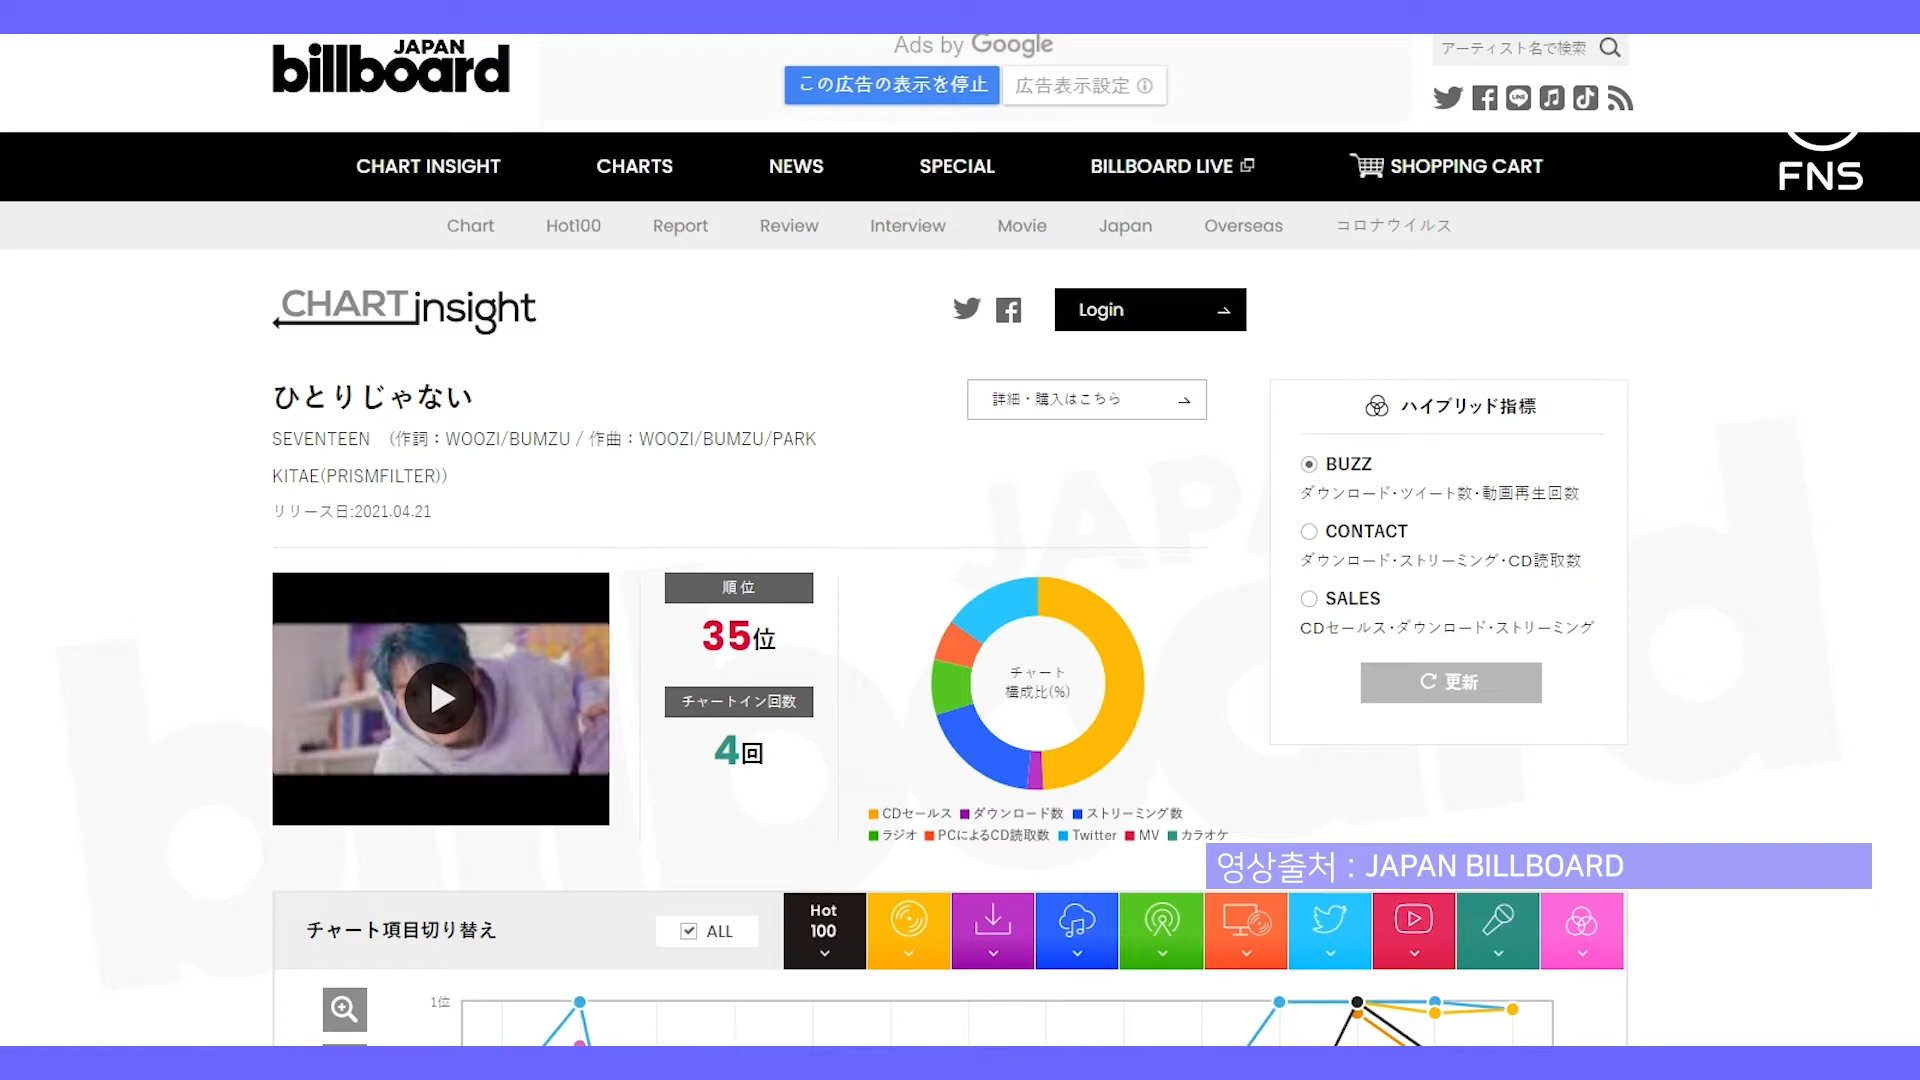 JAPAN
billboard
Ads by Google
この広告の表示を停止
広告表示設定
アーティスト名で検索
LINE
CHART INSIGHT
CHARTS
NEWS
SPECIAL
BILLBOARD LIVE
SHOPPING CART
FNS
Chart
Hot100
Report
Review
Interview
Movie
Japan
Overseas
コロナウイルス
CHART insight
Login
ひとりじゃない
SEVENTEEN （作詞：WOOZI/BUMZU / 作曲：WOOZI/BUMZU/PARK
KITAE(PRISMFILTER)）
リリース日:2021.04.21
詳細・購入はこちら
ハイブリッド指標
BUZZ
ダウンロード・ツイート数・動画再生回数
CONTACT
ダウンロード・ストリーミング・CD読取数
SALES
CDセールス・ダウンロード・ストリーミング
更新
順位
35位
チャートイン回数
4回
チャート
構成比(%)
CDセールス ダウンロード数 ストリーミング数
ラジオ PCによるCD読取数 Twitter MV カラオケ
JAPAN
billboard
영상출처 : JAPAN BILLBOARD
チャート項目切り替え
ALL
Hot
100
1位